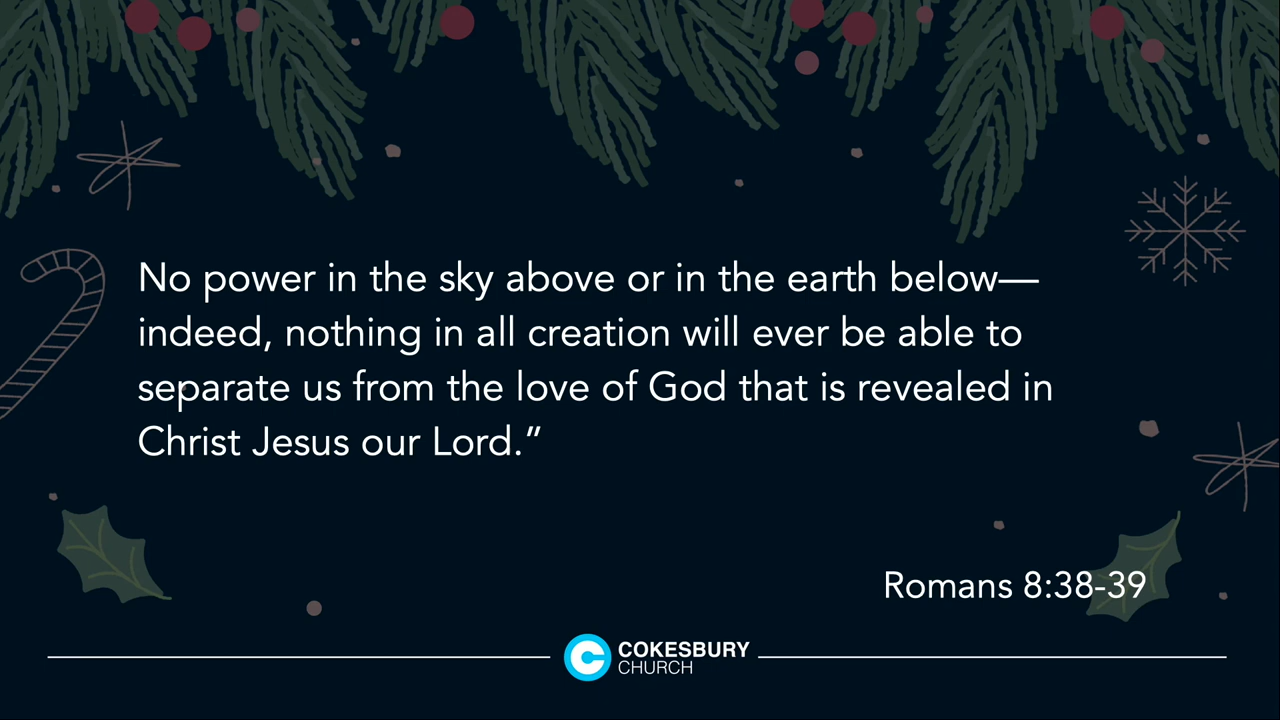 No power in the sky above or in the earth below—
indeed, nothing in all creation will ever be able to
separate us from the love of God that is revealed in
Christ Jesus our Lord.”
Romans 8:38-39
COKESBURY
CHURCH